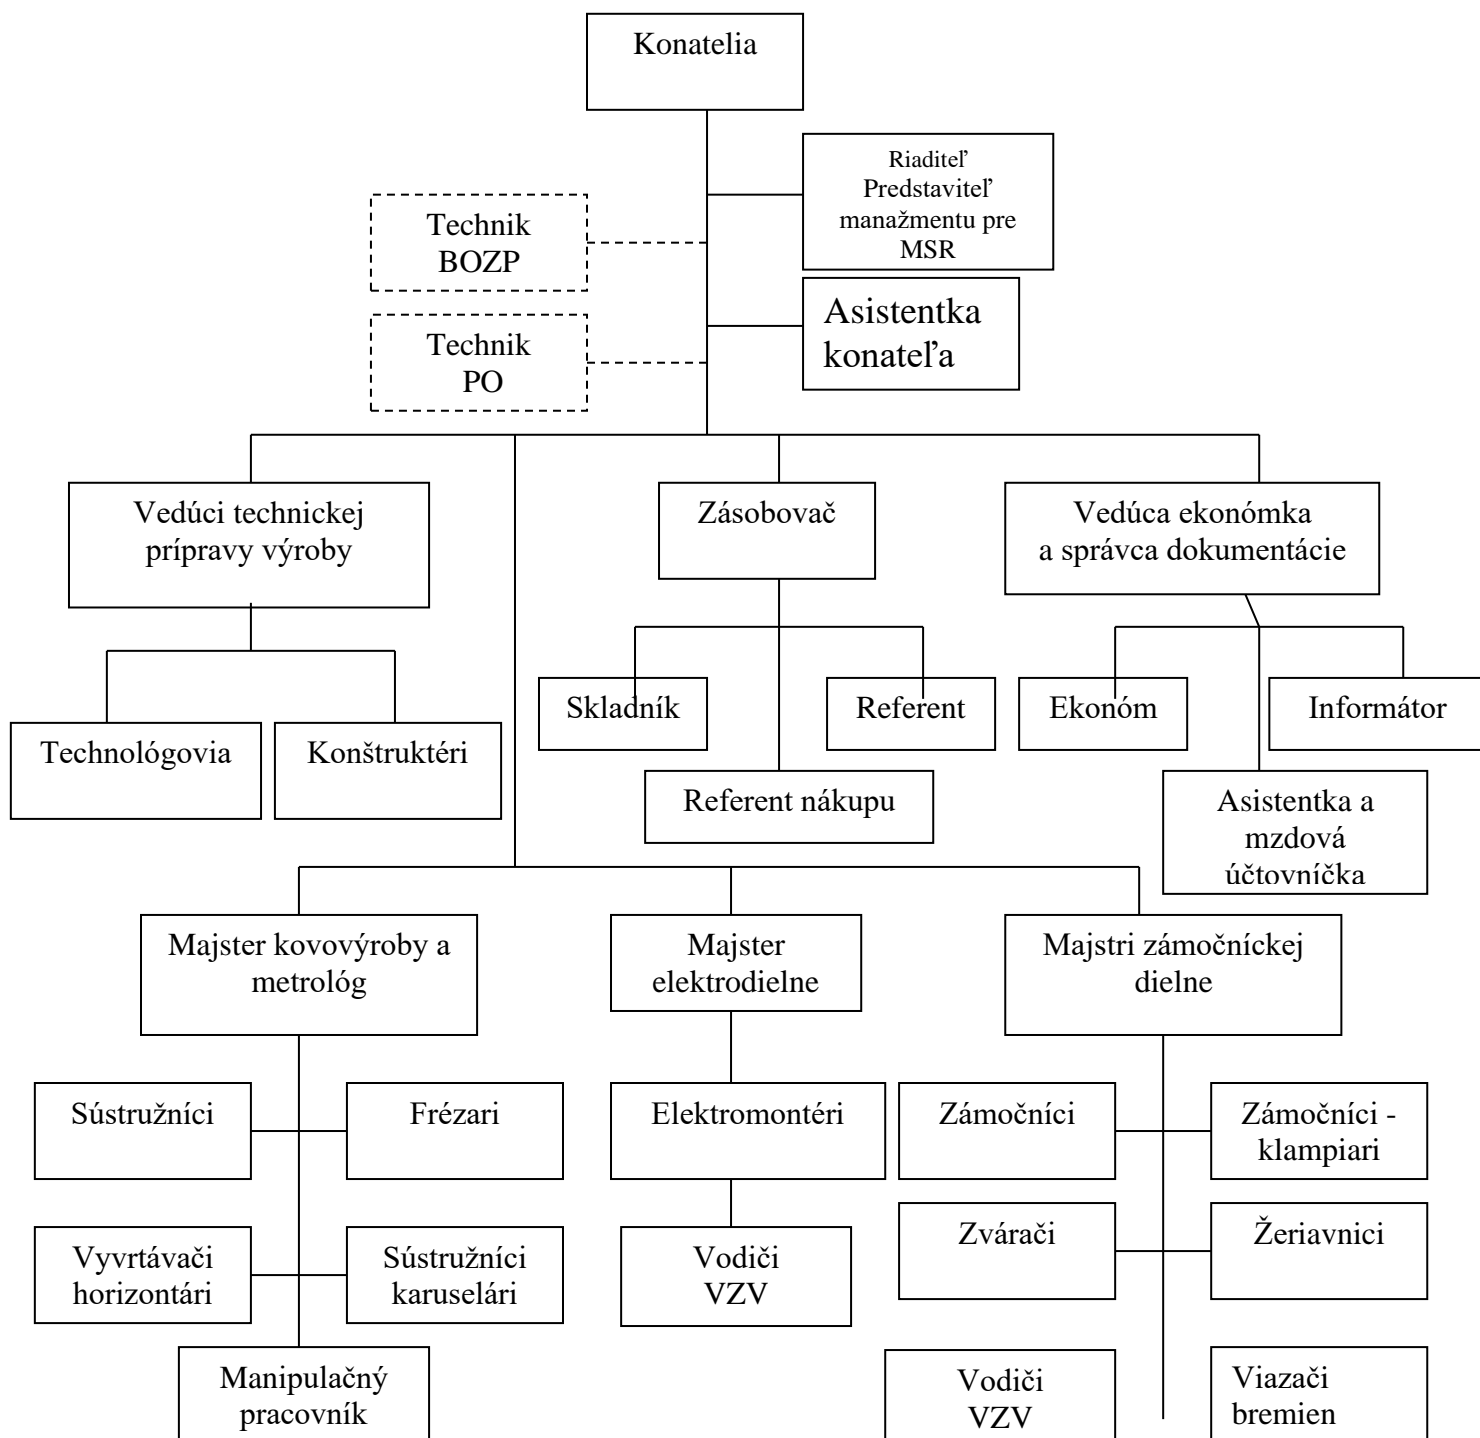 Konatelia
Riaditeľ
Predstaviteľ
manažmentu pre
MSR
Technik
BOZP
Asistentka
konateľa
Technik
PO
Vedúci technickej
prípravy výroby
Zásobovač
Vedúca ekonómka
a správca dokumentácie
Technológovia
Konštruktéri
Skladník
Referent
Referent nákupu
Ekonóm
Informátor
Asistentka a
mzdová
účtovníčka
Majster kovovýroby a
metrológ
Majster
elektrodielne
Majstri zámočníckej
dielne
Sústružníci
Frézari
Elektromontéri
Zámočníci
Zámočníci -
klampiari
Vyvrtávači
horizontári
Sústružníci
karuselári
Vodiči
VZV
Zvárači
Žeriavnici
Manipulačný
pracovník
Vodiči
VZV
Viazači
bremien